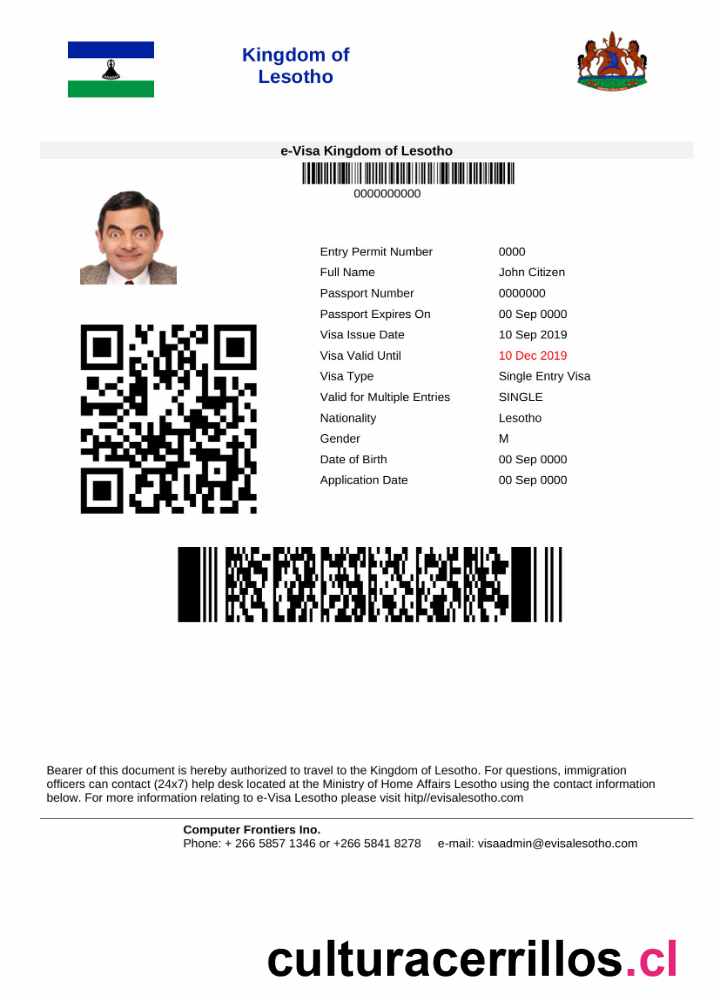 Kingdom of
Lesotho
e-Visa Kingdom of Lesotho
0000000000
Entry Permit Number 0000
Full Name John Citizen
Passport Number 0000000
Passport Expires On 00 Sep 0000
Visa Issue Date 10 Sep 2019
Visa Valid Until 10 Dec 2019
Visa Type Single Entry Visa
Valid for Multiple Entries SINGLE
Nationality Lesotho
Gender M
Date of Birth 00 Sep 0000
Application Date 00 Sep 0000
Bearer of this document is hereby authorized to travel to the Kingdom of Lesotho. For questions, immigration
officers can contact (24x7) help desk located at the Ministry of Home Affairs Lesotho using the contact information
below. For more information relating to e-Visa Lesotho please visit hitp//evisalesotho.com
Computer Frontiers Ino.
Phone: + 266 5857 1346 or +266 5841 8278 e-mail: visaadmin@evisalesotho.com
culturacerrillos.cl